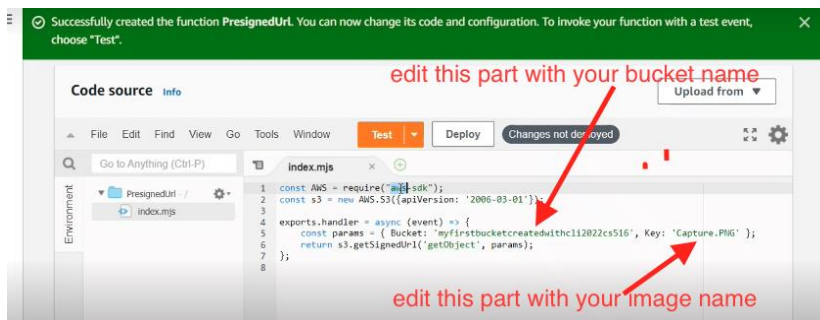 Successfully created the function PresignedUrl. You can now change its code and configuration. To invoke your function with a test event,
choose "Test".
edit this part with your bucket name
Code source Info
Upload from
File Edit Find View Go Tools Window Test Deploy Changes not deployed
Go to Anything (Ctrl-P)
index.mjs
Environment
PresignedUrl - /
index.mjs
1 const AWS = require("aws-sdk");
2 const s3 = new AWS.S3({apiVersion: '2006-03-01'});
3
4 exports.handler = async (event) => {
5 const params = { Bucket: 'myfirstbucketcreatedwithcli2022cs516', Key: 'Capture.PNG' };
6 return s3.getSignedUrl('getObject', params);
7 };
8
edit this part with your image name